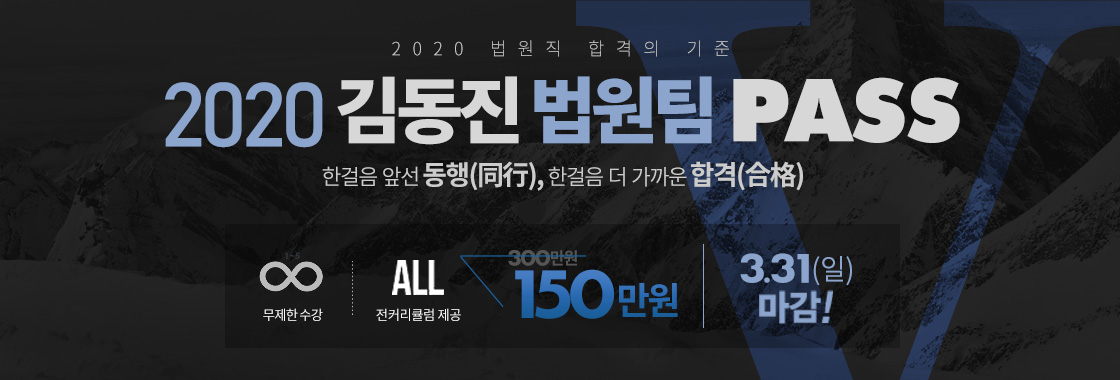 2020 법원직 합격의 기준
2020 김동진 법원팀 PASS
한걸음 앞선 동행(同行), 한걸음 더 가까운 합격(合格)
무제한 수강
ALL
전커리큘럼 제공
300만원
150만원
3.31(일)
마감!